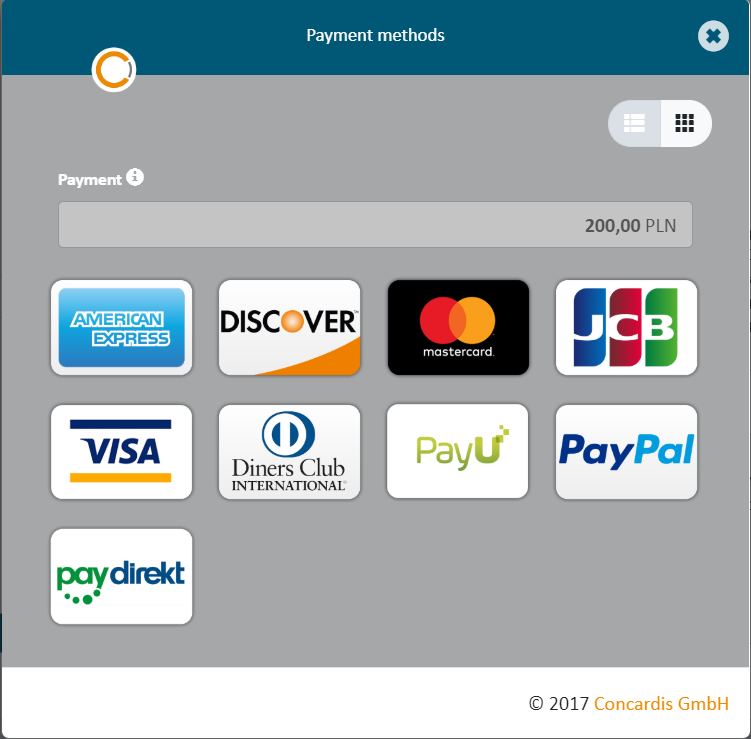 Payment methods
Payment
200,00 PLN
AMERICAN
EXPRESS
DISCOVER™
mastercard.
JCB
VISA
Diners Club
INTERNATIONAL®
PayU
PayPal
paydirekt
© 2017 Concardis GmbH